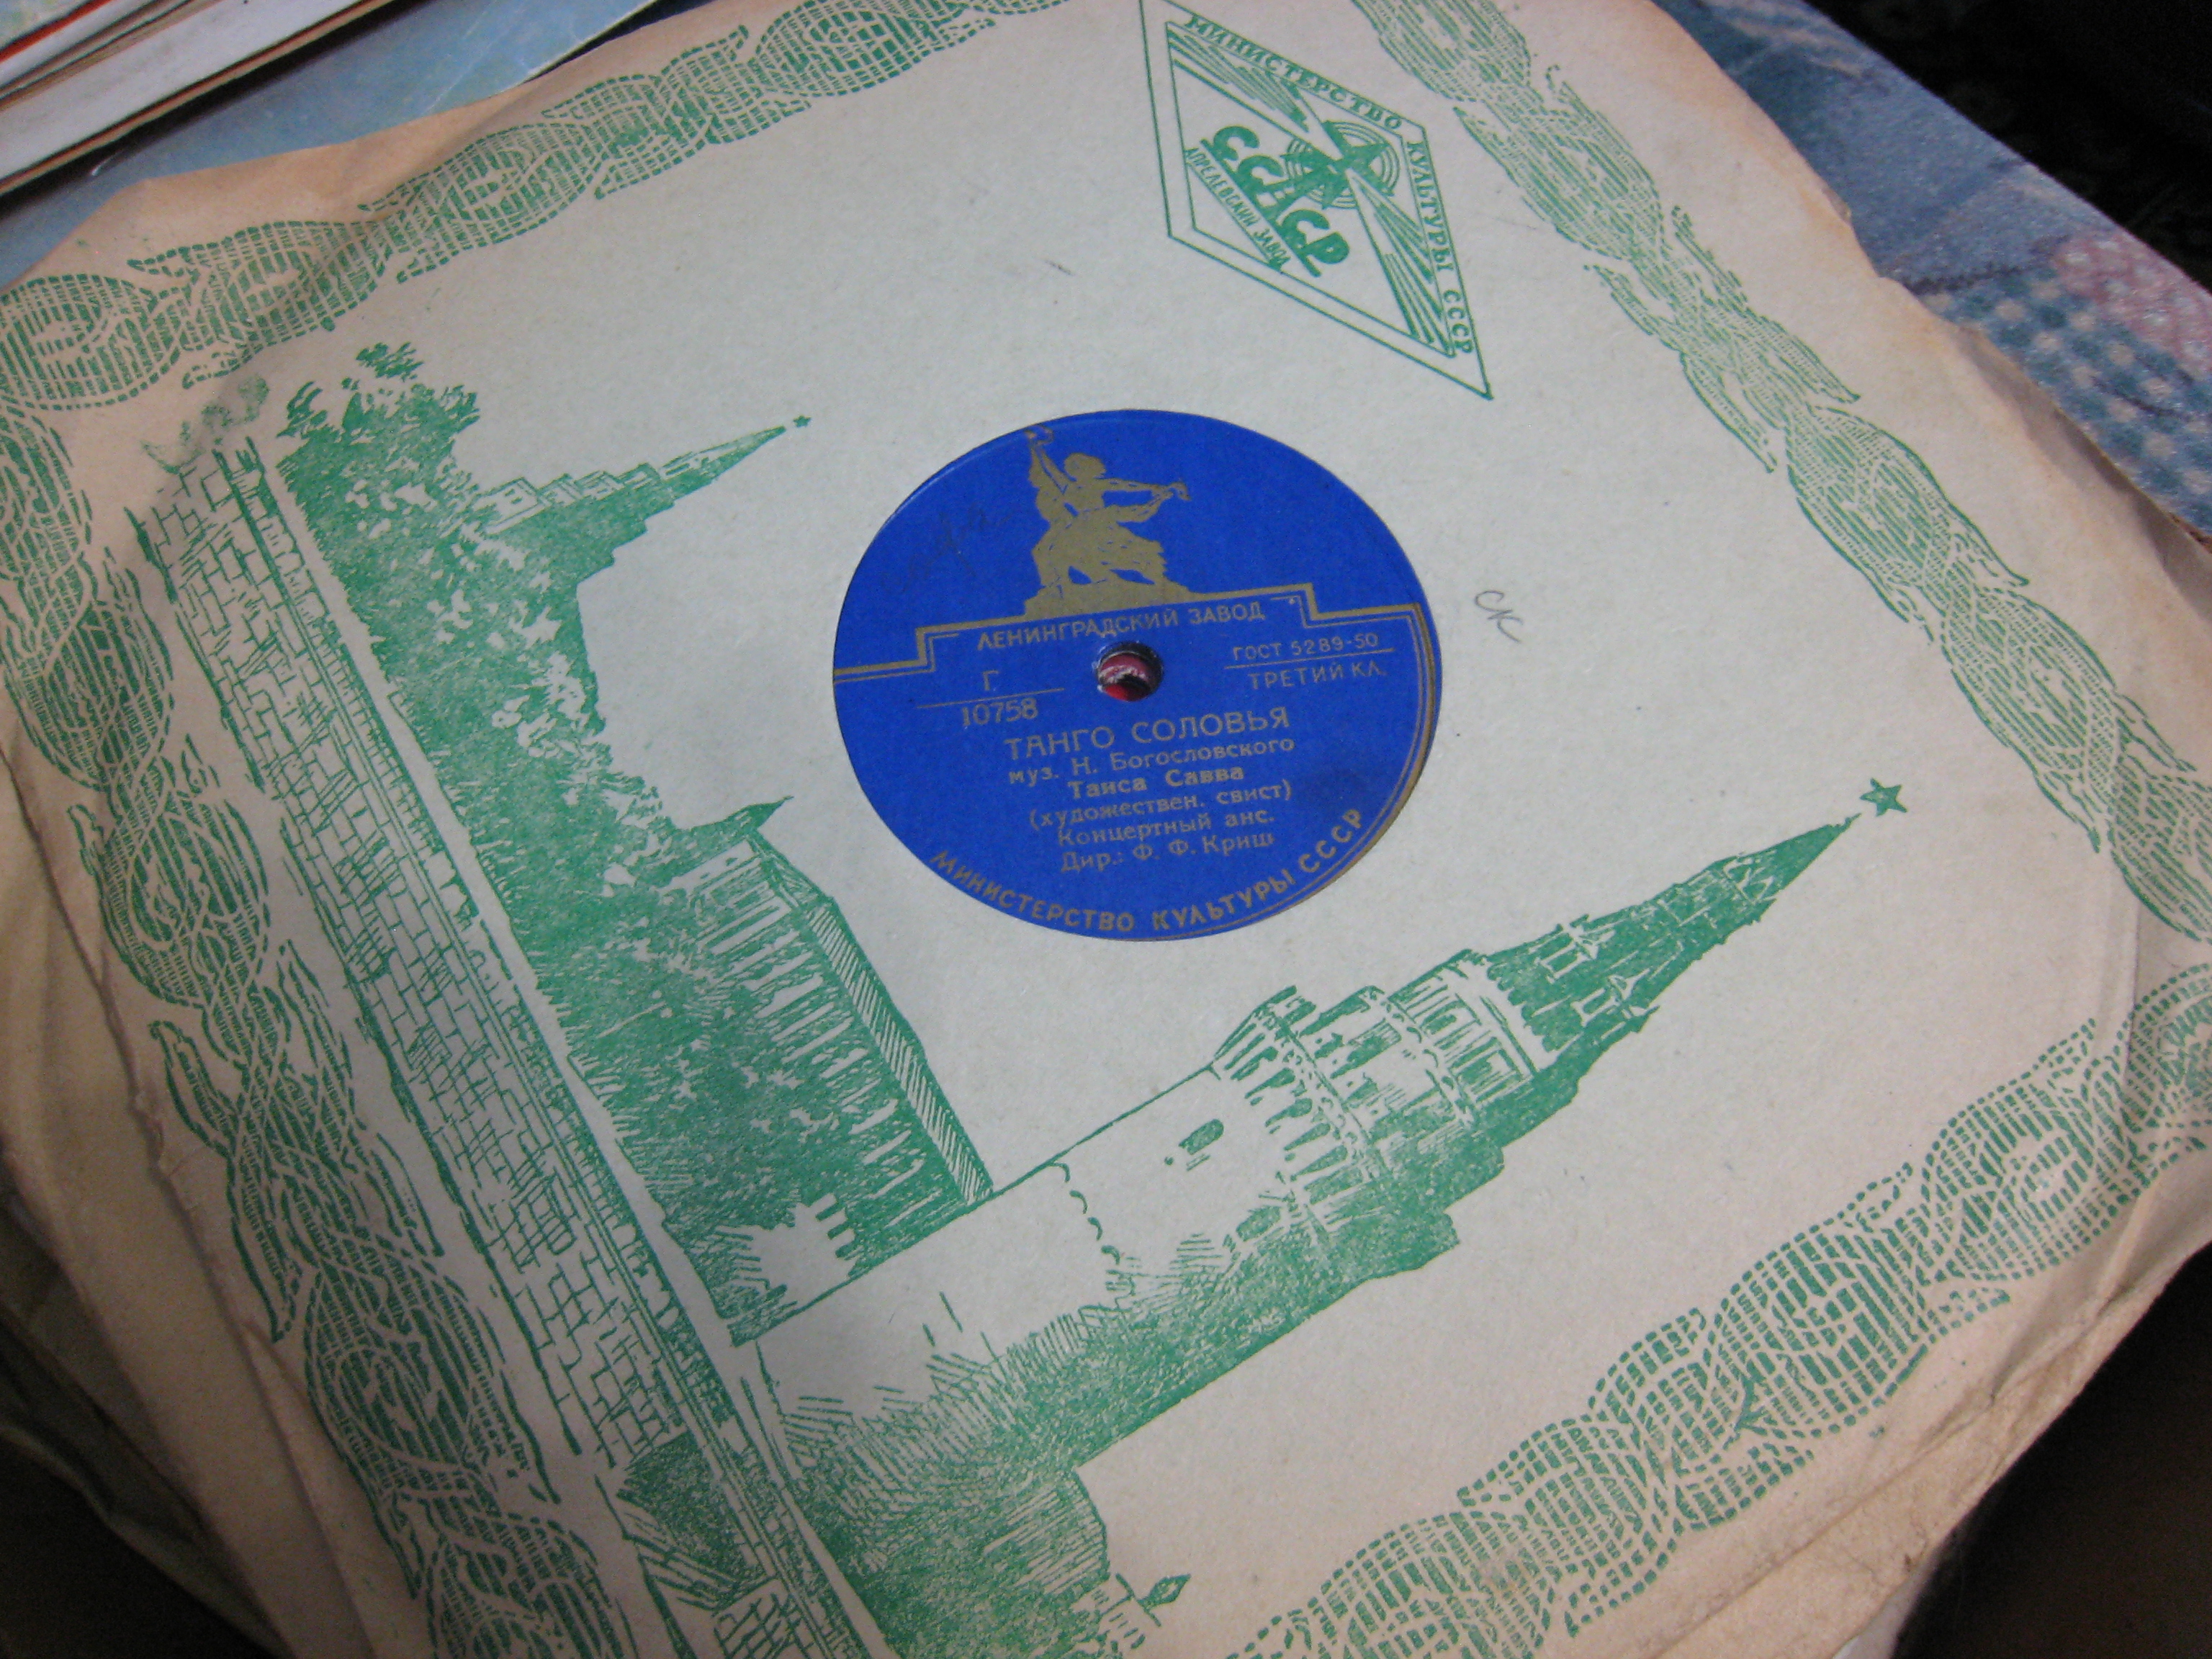 МИНИСТЕРСТВО КУЛЬТУРЫ СССР
СССР
АПРЕЛЕВСКИЙ ЗАВОД
ЛЕНИНГРАДСКИЙ ЗАВОД
ГОСТ 5289-50
ТРЕТИЙ КЛ.
Г.
10758
ТАНГО СОЛОВЬЯ
муз. Н. Богословского
Таиса Савва
(художествен. свист)
Концертный анс.
Дир.: Ф. Ф. Криш
МИНИСТЕРСТВО КУЛЬТУРЫ СССР
ск